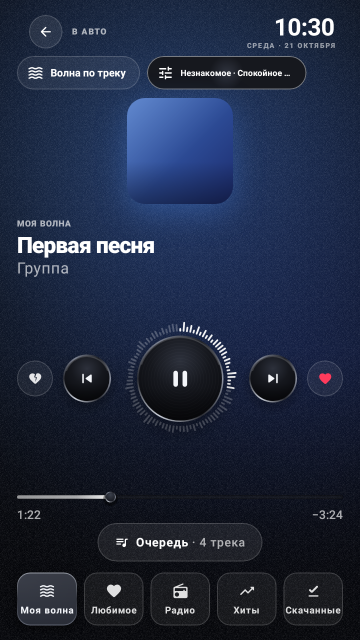 В АВТО
10:30
СРЕДА · 21 ОКТЯБРЯ
Волна по треку
Незнакомое · Спокойное ...
МОЯ ВОЛНА
Первая песня
Группа
1:22
−3:24
Очередь · 4 трека
Моя волна
Любимое
Радио
Хиты
Скачанные